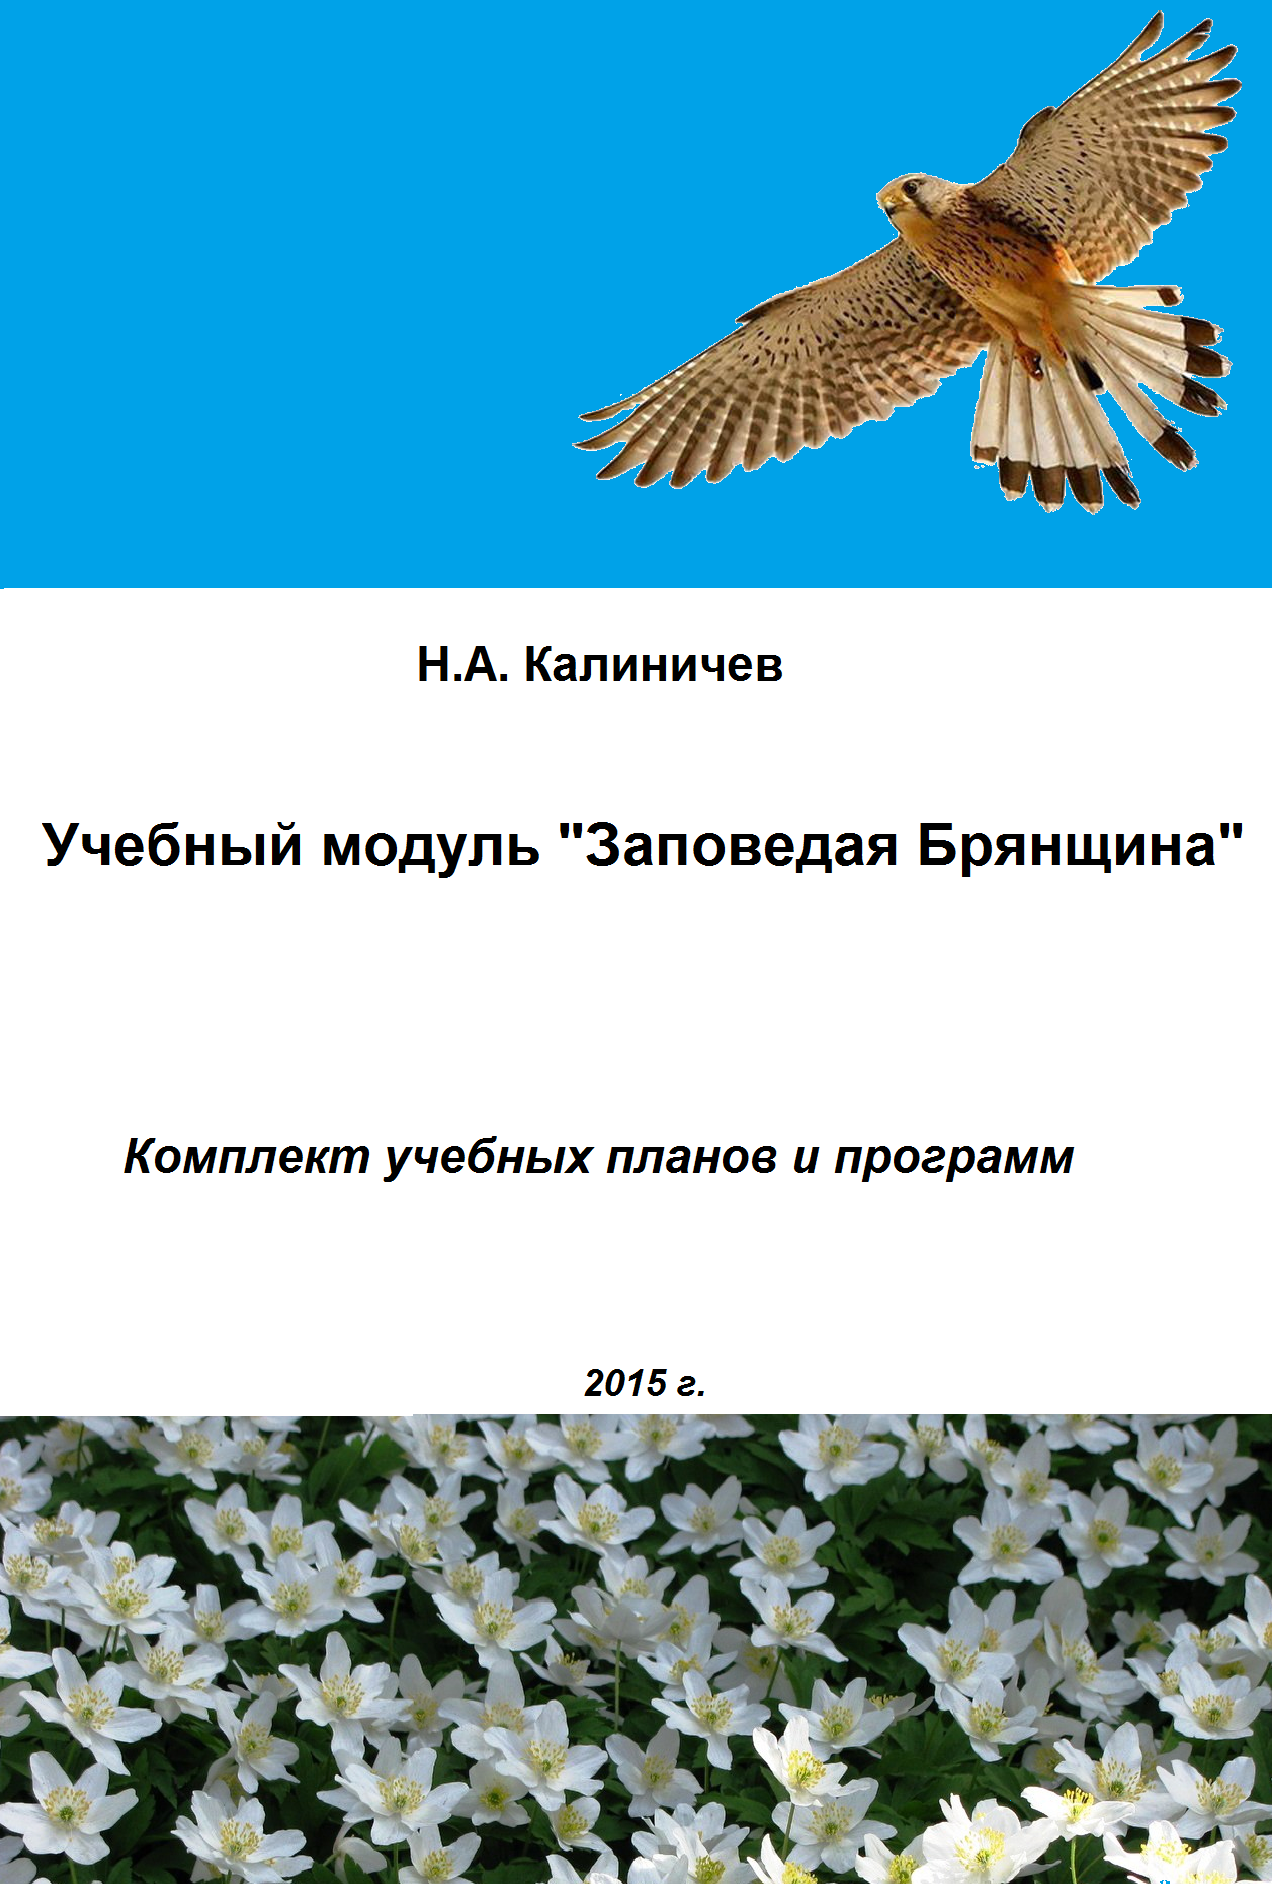 Н.А. Калиничев
Учебный модуль "Заповедая Брянщина"
Комплект учебных планов и программ
2015 г.